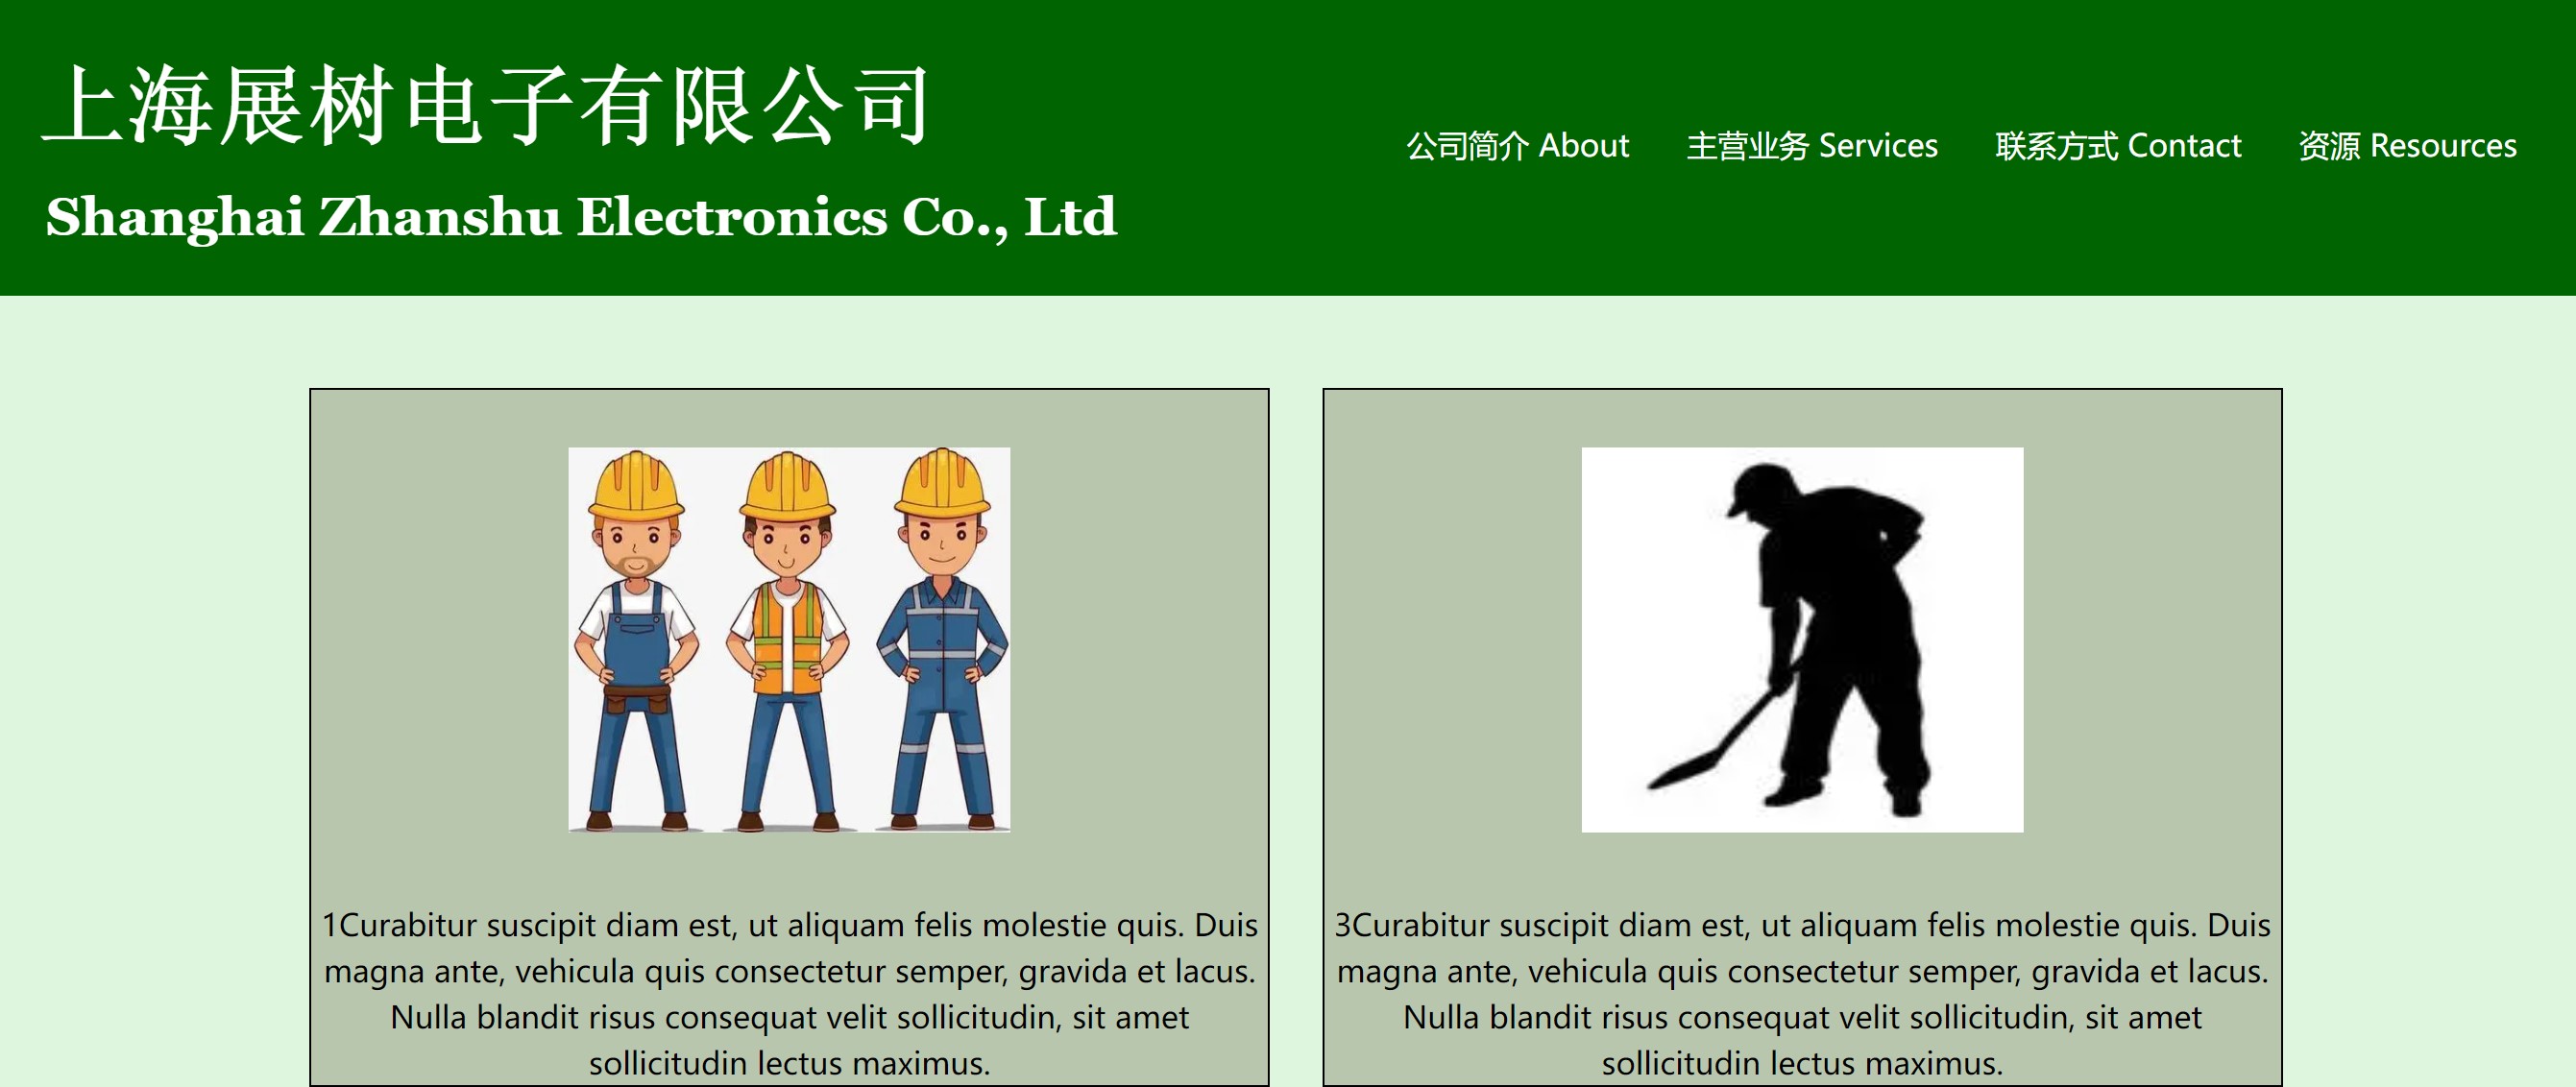 上海展树电子有限公司
Shanghai Zhanshu Electronics Co., Ltd
公司简介 About 主营业务 Services 联系方式 Contact 资源 Resources
1Curabitur suscipit diam est, ut aliquam felis molestie quis. Duis
magna ante, vehicula quis consectetur semper, gravida et lacus.
Nulla blandit risus consequat velit sollicitudin, sit amet
sollicitudin lectus maximus.
3Curabitur suscipit diam est, ut aliquam felis molestie quis. Duis
magna ante, vehicula quis consectetur semper, gravida et lacus.
Nulla blandit risus consequat velit sollicitudin, sit amet
sollicitudin lectus maximus.